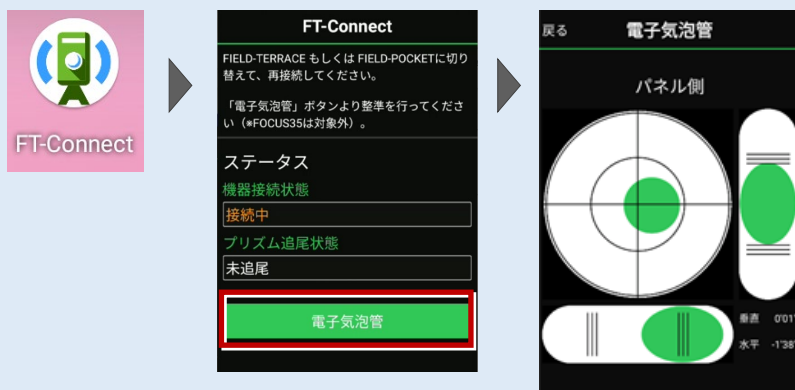 FT-Connect
FT-Connect
FIELD-TERRACE もしくは FIELD-POCKETに切り
替えて、再接続してください。
「電子気泡管」ボタンより整準を行ってくださ
い（※FOCUS35は対象外）。
ステータス
機器接続状態
接続中
プリズム追尾状態
未追尾
電子気泡管
戻る
電子気泡管
パネル側
垂直 0'01"
水平 -1'38"